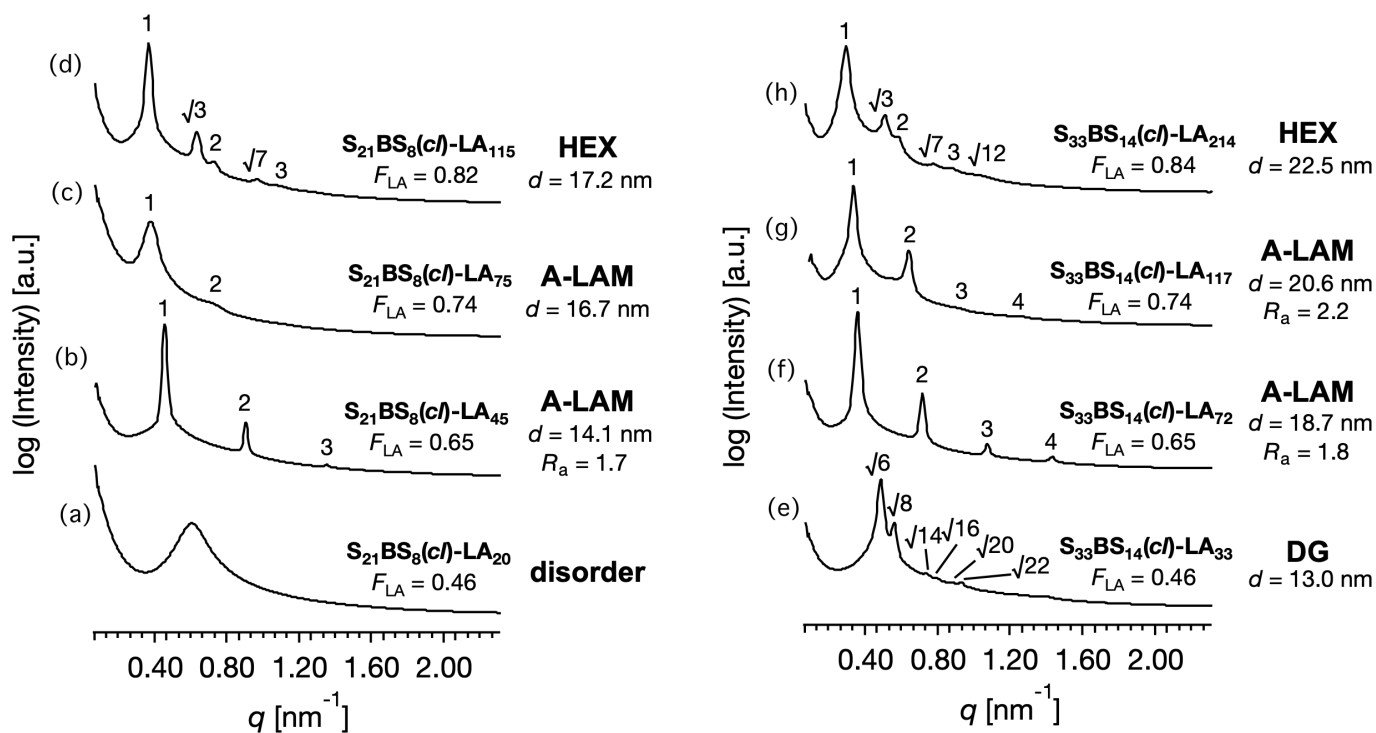 log (Intensity) [a.u.]
(d)
1
√3
2
√7
3
S21BS8(cl)-LA115
FLA = 0.82
HEX
d = 17.2 nm
(c)
1
2
S21BS8(cl)-LA75
FLA = 0.74
A-LAM
d = 16.7 nm
(b)
1
2
3
S21BS8(cl)-LA45
FLA = 0.65
A-LAM
d = 14.1 nm
Ra = 1.7
(a)
S21BS8(cl)-LA20
FLA = 0.46
disorder
0.40 0.80 1.20 1.60 2.00
q [nm-1]
log (Intensity) [a.u.]
(h)
1
√3
2
√7
3
√12
S33BS14(cl)-LA214
FLA = 0.84
HEX
d = 22.5 nm
(g)
1
2
3
4
S33BS14(cl)-LA117
FLA = 0.74
A-LAM
d = 20.6 nm
Ra = 2.2
(f)
1
2
3
4
S33BS14(cl)-LA72
FLA = 0.65
A-LAM
d = 18.7 nm
Ra = 1.8
(e)
√6
√8
√14
√16
√20
√22
S33BS14(cl)-LA33
FLA = 0.46
DG
d = 13.0 nm
0.40 0.80 1.20 1.60 2.00
q [nm-1]